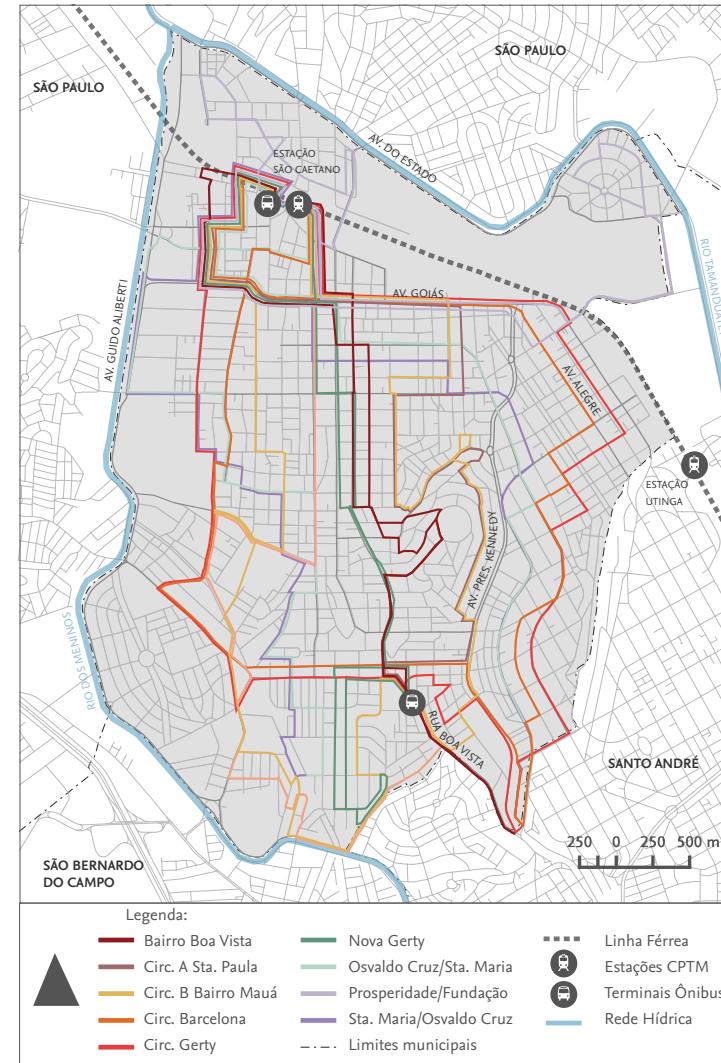 SÃO PAULO
SÃO PAULO
AV. DO ESTADO
ESTAÇÃO
SÃO CAETANO
RIO TAMANDUATEÍ
AV. GUIDO ALIBERTI
AV. GOIÁS
AV. ALEGRE
ESTAÇÃO
UTINGA
AV. PRES. KENNEDY
RIO DOS MENINOS
RUA BOA VISTA
SANTO ANDRÉ
250 0 250 500 m
SÃO BERNARDO
DO CAMPO
Legenda:
Bairro Boa Vista
Circ. A Sta. Paula
Circ. B Bairro Mauá
Circ. Barcelona
Circ. Gerty
Nova Gerty
Osvaldo Cruz/Sta. Maria
Prosperidade/Fundação
Sta. Maria/Osvaldo Cruz
Limites municipais
Linha Férrea
Estações CPTM
Terminais Ônibus
Rede Hídrica